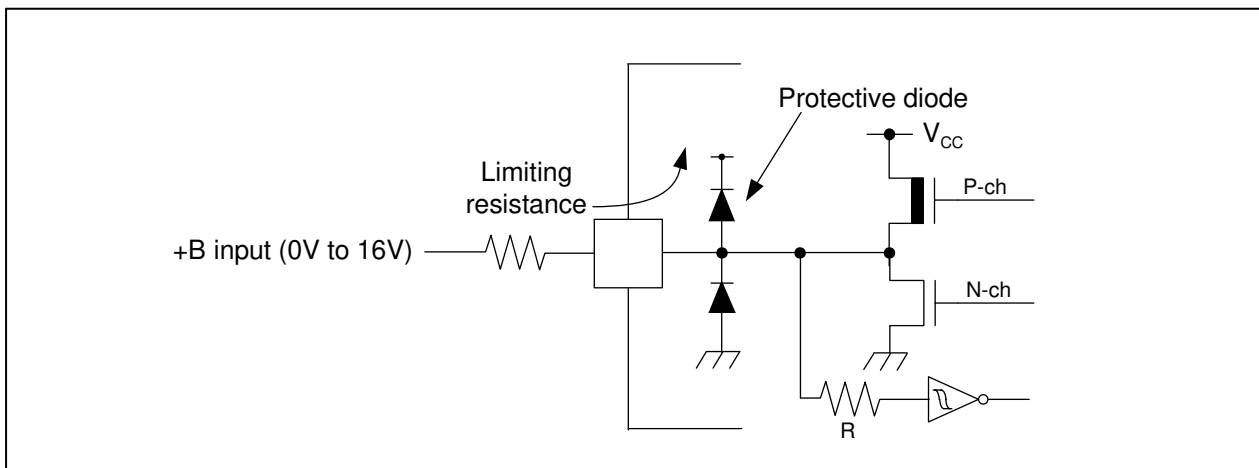 Protective diode
V_CC
Limiting
resistance
P-ch
+B input (0V to 16V)
N-ch
R